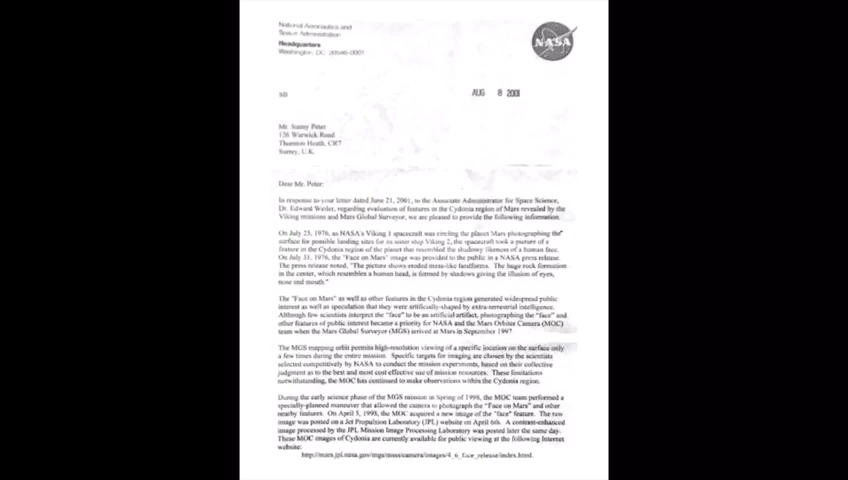 National Aeronautics and
Space Administration
Headquarters
Washington, DC 20546-0001
NASA
SD
AUG 8 2001
Mr. Sunny Peter
126 Warwick Road
Thornton Heath, CR7
Surrey, U.K.
Dear Mr. Peter:
In response to your letter dated June 21, 2001, to the Associate Administrator for Space Science,
Dr. Edward Weiler, regarding evaluation of features in the Cydonia region of Mars revealed by the
Viking missions and Mars Global Surveyor, we are pleased to provide the following information.
On July 25, 1976, as NASA's Viking 1 spacecraft was circling the planet Mars photographing the
surface for possible landing sites for its sister ship Viking 2, the spacecraft took a picture of a
feature in the Cydonia region of the planet that resembled the shadowy likeness of a human face.
On July 31, 1976, the "Face on Mars" image was provided to the public in a NASA press release.
The press release noted, "The picture shows eroded mesa-like landforms. The huge rock formation
in the center, which resembles a human head, is formed by shadows giving the illusion of eyes,
nose and mouth."
The "Face on Mars" as well as other features in the Cydonia region generated widespread public
interest as well as speculation that they were artificially-shaped by extra-terrestrial intelligence.
Although few scientists interpret the "face" to be an artificial artifact, photographing the "face" and
other features of public interest became a priority for NASA and the Mars Orbiter Camera (MOC)
team when the Mars Global Surveyor (MGS) arrived at Mars in September 1997
The MGS mapping orbit permits high-resolution viewing of a specific location on the surface only
a few times during the entire mission. Specific targets for imaging are chosen by the scientists
selected competitively by NASA to conduct the mission experiments, based on their collective
judgment as to the best and most cost effective use of mission resources. These limitations
notwithstanding, the MOC has continued to make observations within the Cydonia region.
During the early science phase of the MGS mission in Spring of 1998, the MOC team performed a
specially-planned maneuver that allowed the camera to photograph the "Face on Mars" and other
nearby features. On April 5, 1998, the MOC acquired a new image of the "face" feature. The raw
image was posted on a Jet Propulsion Laboratory (JPL) website on April 6th. A contrast-enhanced
image processed by the JPL Mission Image Processing Laboratory was posted later the same day.
These MOC images of Cydonia are currently available for public viewing at the following Internet
website:
http://mars.jpl.nasa.gov/mgs/msss/camera/images/4_6_face_release/index.html.